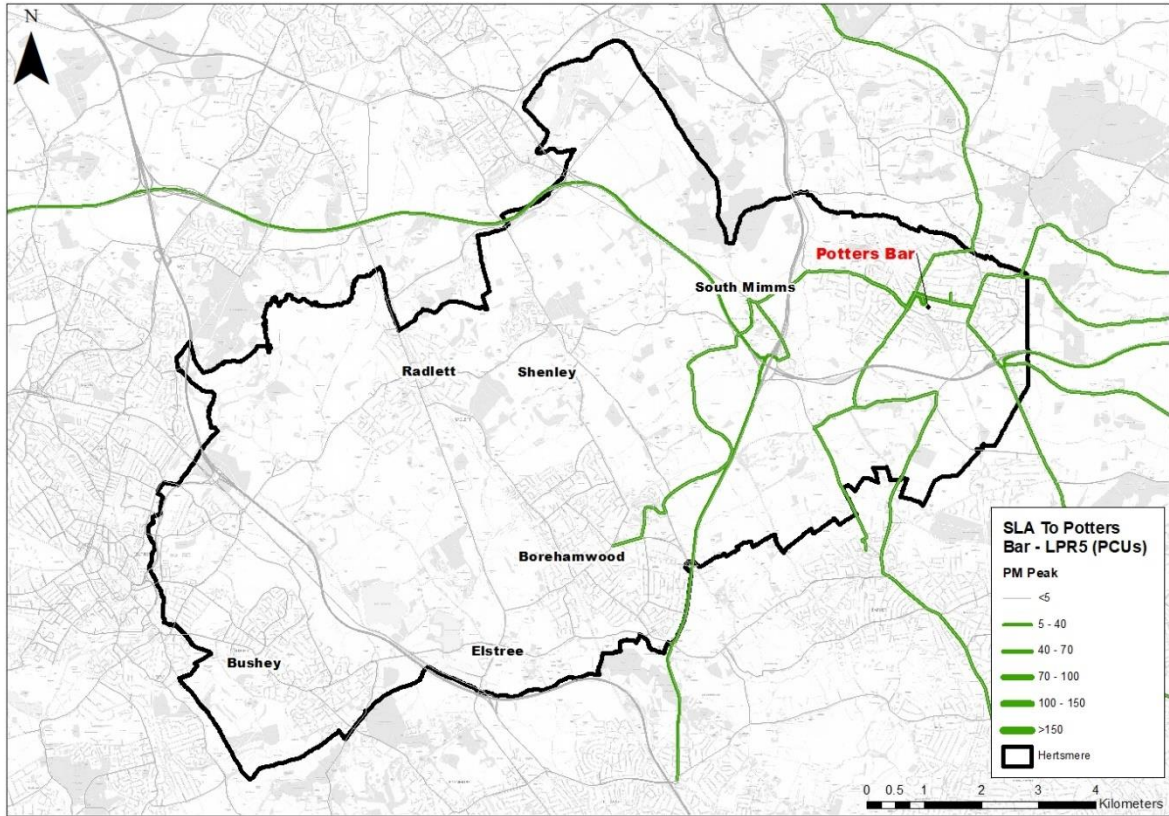 N
Potters Bar
South Mimms
Radlett
Shenley
Borehamwood
Elstree
Bushey
SLA To Potters
Bar - LPR5 (PCUs)
PM Peak
<5
5 - 40
40 - 70
70 - 100
100 - 150
>150
Hertsmere
0 0.5 1 2 3 4
Kilometers